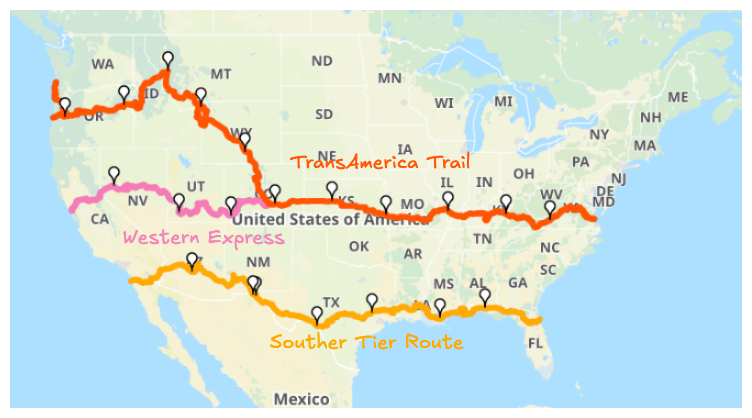 WA
MT
ND
MN
OR
ID
SD
WI
MI
ME
NH
MA
NY
WY
NE
IA
TransAmerica Trail
PA
NJ
OH
IL
IN
UT
NV
CA
KS
MO
WV
DE
MD
United States of America
Western Express
OK
AR
TN
NC
SC
NM
TX
MS
AL
GA
Souther Tier Route
FL
Mexico